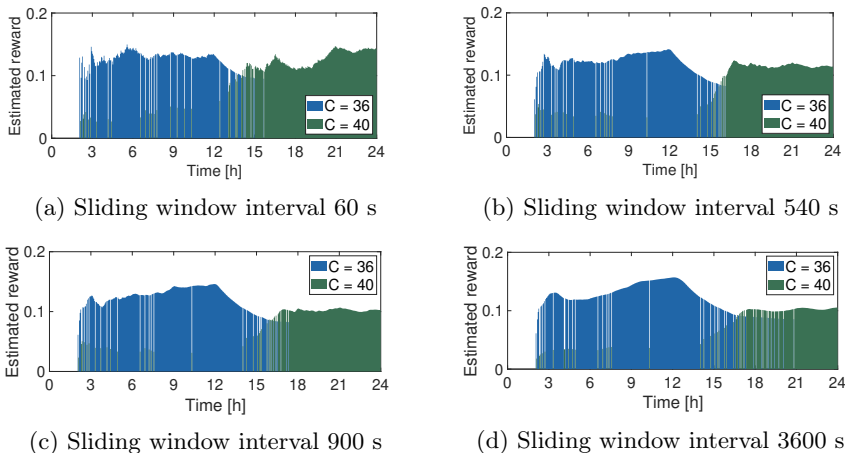 0.2
0.1
0
Estimated reward
C = 36
C = 40
0 3 6 9 12 15 18 21 24
Time [h]
(a) Sliding window interval 60 s
0.2
0.1
0
Estimated reward
C = 36
C = 40
0 3 6 9 12 15 18 21 24
Time [h]
(b) Sliding window interval 540 s
0.2
0.1
0
Estimated reward
C = 36
C = 40
0 3 6 9 12 15 18 21 24
Time [h]
(c) Sliding window interval 900 s
0.2
0.1
0
Estimated reward
C = 36
C = 40
0 3 6 9 12 15 18 21 24
Time [h]
(d) Sliding window interval 3600 s